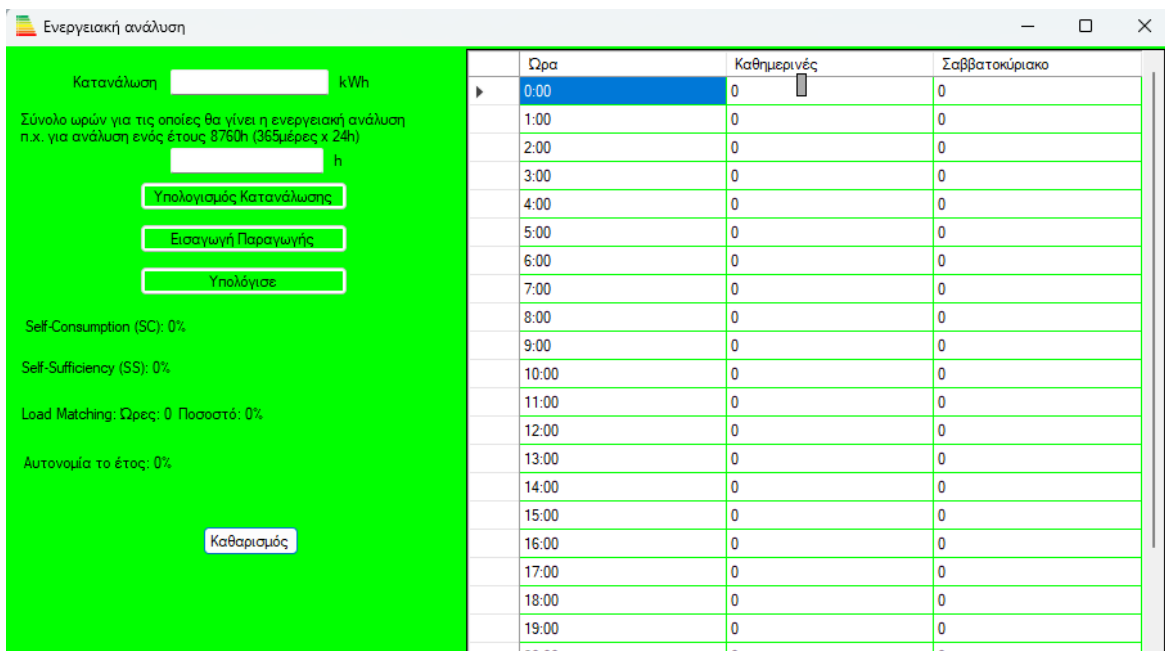 Ενεργειακή ανάλυση
Κατανάλωση kWh
Σύνολο ωρών για τις οποίες θα γίνει η ενεργειακή ανάλυση
π.χ. για ανάλυση ενός έτους 8760h (365μέρες x 24h)
h
Υπολογισμός Κατανάλωσης
Εισαγωγή Παραγωγής
Υπολόγισε
Self-Consumption (SC): 0%
Self-Sufficiency (SS): 0%
Load Matching: Ώρες: 0 Ποσοστό: 0%
Αυτονομία το έτος: 0%
Καθαρισμός
Ώρα Καθημερινές Σαββατοκύριακο
0:00 0 0
1:00 0 0
2:00 0 0
3:00 0 0
4:00 0 0
5:00 0 0
6:00 0 0
7:00 0 0
8:00 0 0
9:00 0 0
10:00 0 0
11:00 0 0
12:00 0 0
13:00 0 0
14:00 0 0
15:00 0 0
16:00 0 0
17:00 0 0
18:00 0 0
19:00 0 0